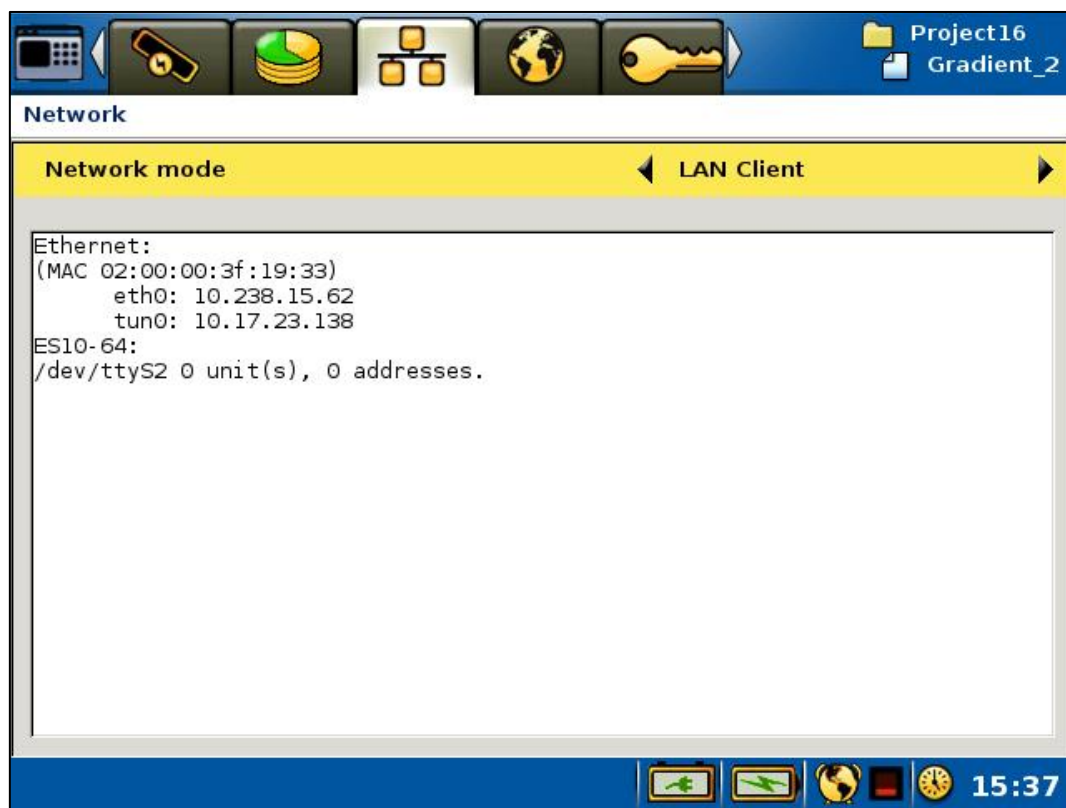 Project16
Gradient_2
Network
Network mode
LAN Client
Ethernet:
(MAC 02:00:00:3f:19:33)
eth0: 10.238.15.62
tun0: 10.17.23.138
ES10-64:
/dev/ttyS2 0 unit(s), 0 addresses.
15:37